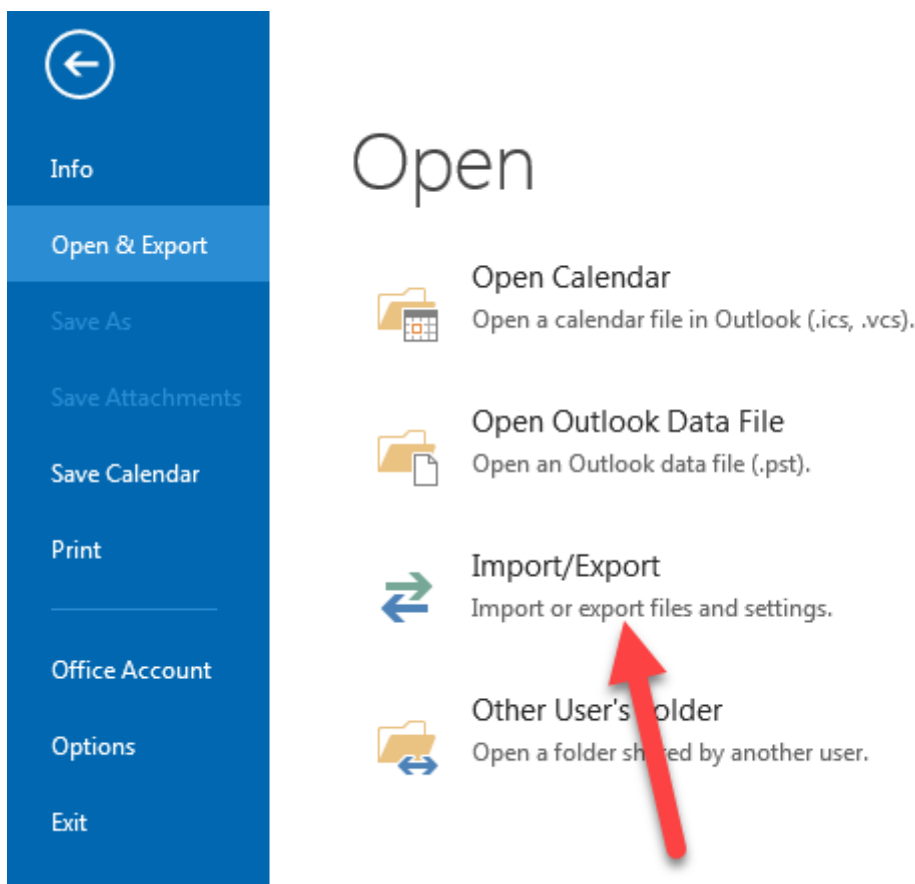 Info
Open & Export
Save As
Save Attachments
Save Calendar
Print
Office Account
Options
Exit
Open
Open Calendar
Open a calendar file in Outlook (.ics, .vcs).
Open Outlook Data File
Open an Outlook data file (.pst).
Import/Export
Import or export files and settings.
Other User's Folder
Open a folder shared by another user.